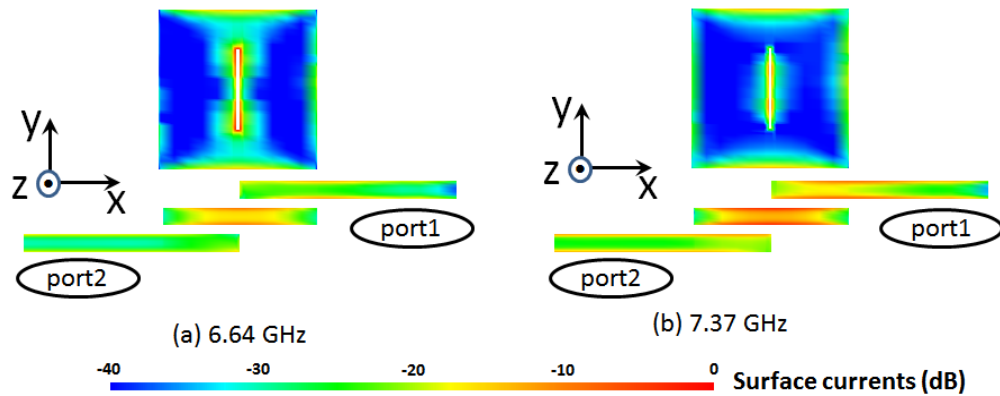 y
z
x
port1
port2
(a) 6.64 GHz
y
z
x
port1
port2
(b) 7.37 GHz
-40 -30 -20 -10 0
Surface currents (dB)